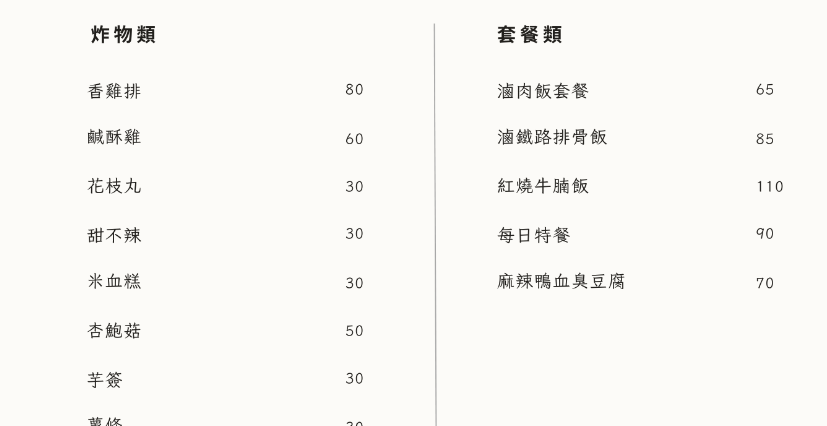 炸物類
香雞排 80
鹹酥雞 60
花枝丸 30
甜不辣 30
米血糕 30
杏鮑菇 50
芋簽 30
套餐類
滷肉飯套餐 65
滷鐵路排骨飯 85
紅燒牛腩飯 110
每日特餐 90
麻辣鴨血臭豆腐 70